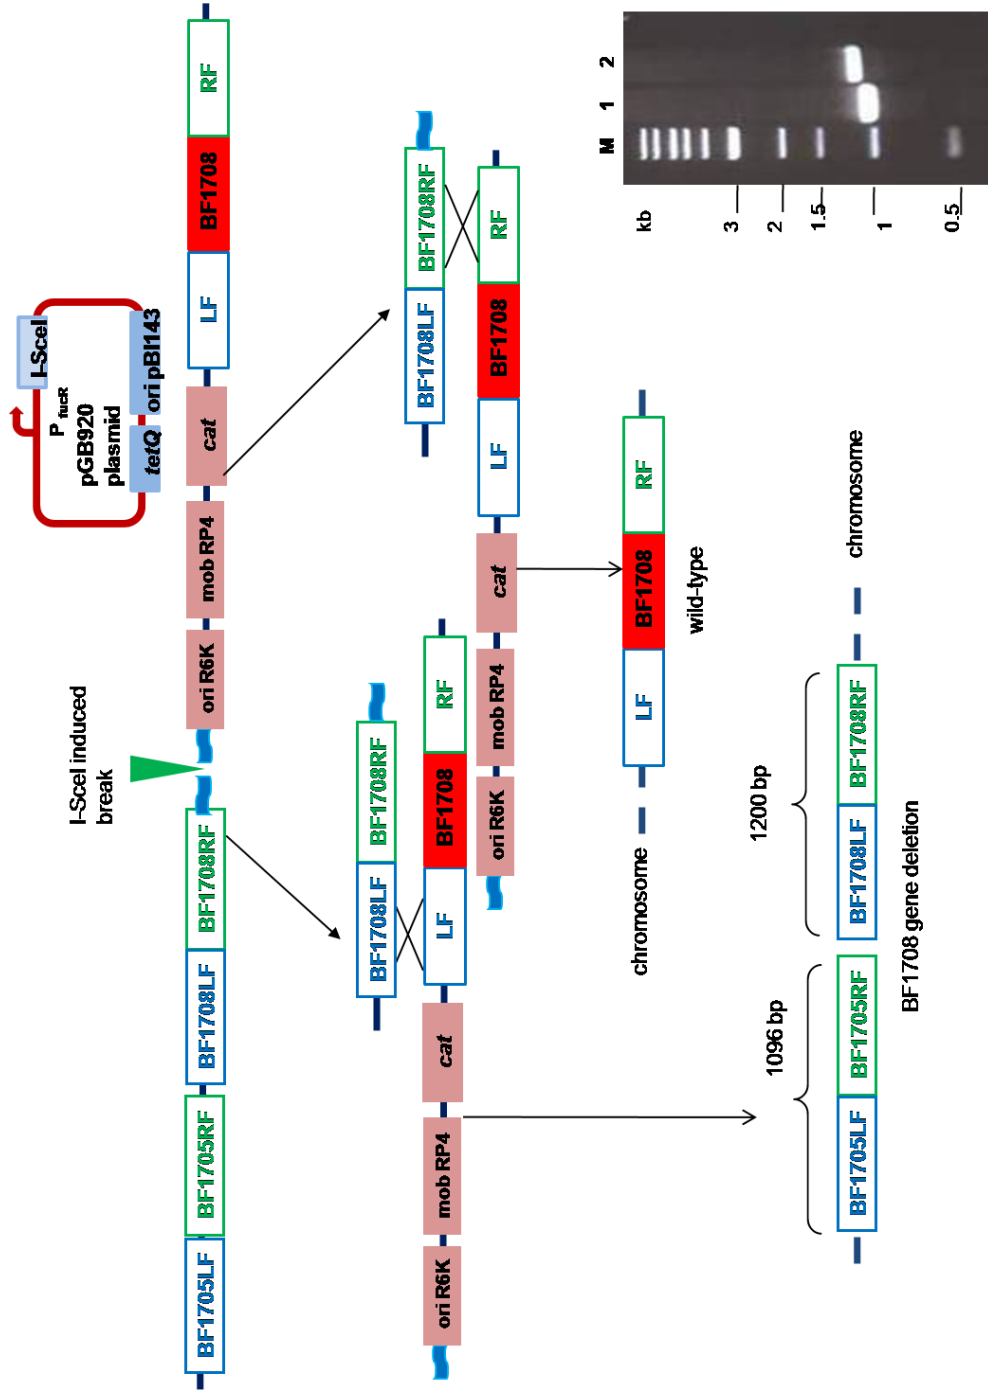 I-SceI
P fucR
pGB920
plasmid
tetQ
ori pBI143
I-SceI induced
break
BF1705LF
BF1705RF
BF1708LF
BF1708RF
ori R6K
mob RP4
cat
LF
BF1708
RF
BF1708LF
BF1708RF
ori R6K
mob RP4
cat
LF
BF1708
RF
BF1708LF
BF1708RF
ori R6K
mob RP4
cat
LF
BF1708
RF
chromosome
LF
BF1708
RF
wild-type
1096 bp
1200 bp
BF1705LF
BF1705RF
BF1708LF
BF1708RF
chromosome
BF1708 gene deletion
M
1
2
kb
3
2
1.5
1
0.5